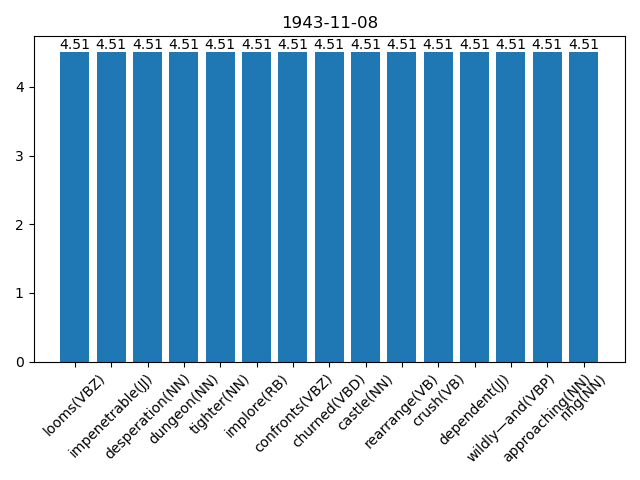 1943-11-08
4.51 4.51 4.51 4.51 4.51 4.51 4.51 4.51 4.51 4.51 4.51 4.51 4.51 4.51 4.51
4
3
2
1
0
looms(VBZ)
impenetrable(JJ)
desperation(NN)
dungeon(NN)
tighter(NN)
implore(RB)
confronts(VBZ)
churned(VBD)
castle(NN)
rearrange(VB)
crush(VB)
dependent(JJ)
wildly—and(VBP)
approaching(NN)
ring(NN)